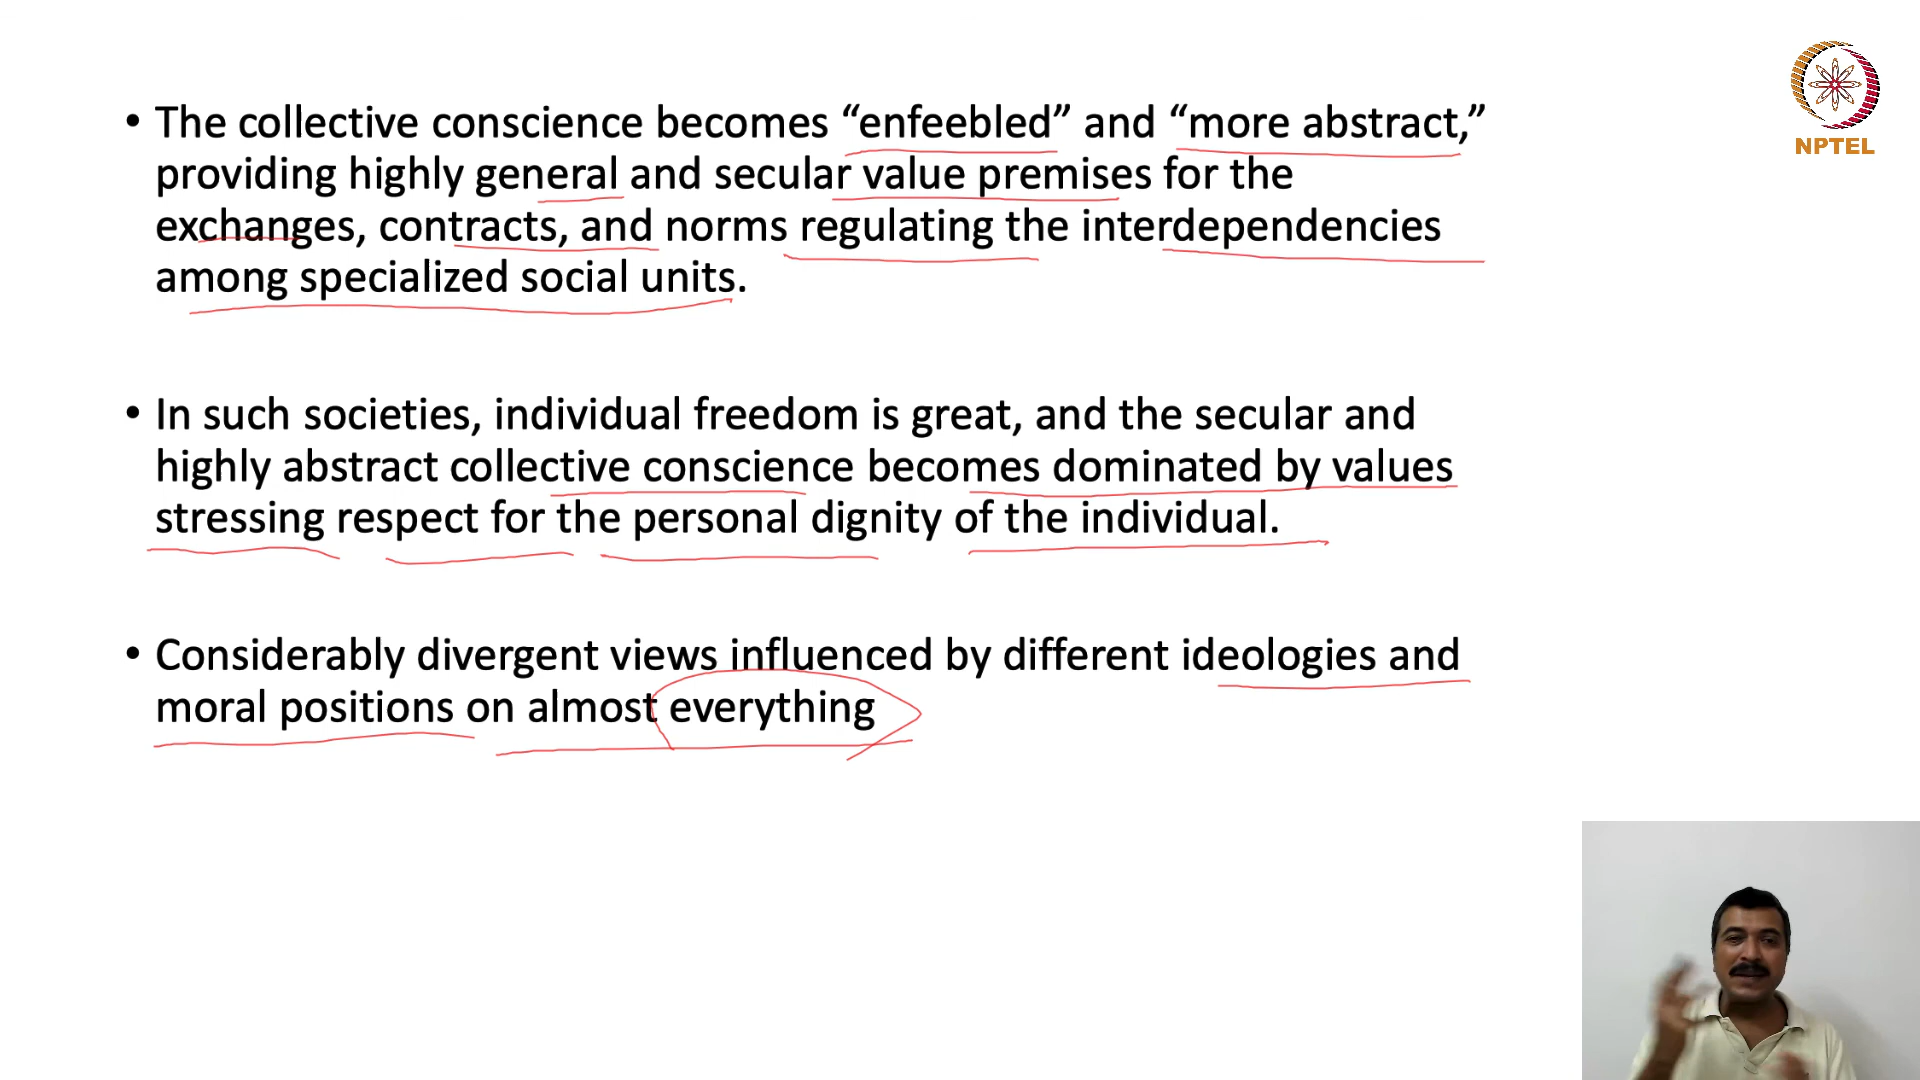 • The collective conscience becomes “enfeebled” and “more abstract,”
providing highly general and secular value premises for the
exchanges, contracts, and norms regulating the interdependencies
among specialized social units.
• In such societies, individual freedom is great, and the secular and
highly abstract collective conscience becomes dominated by values
stressing respect for the personal dignity of the individual.
• Considerably divergent views influenced by different ideologies and
moral positions on almost everything
NPTEL